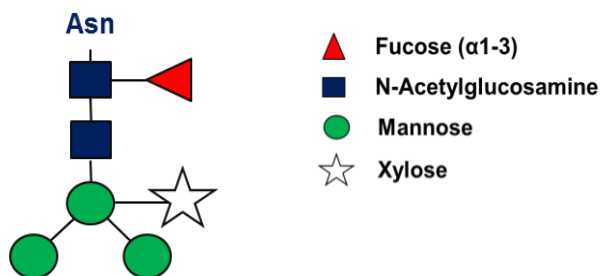 Asn
Fucose (α1-3)
N-Acetylglucosamine
Mannose
Xylose